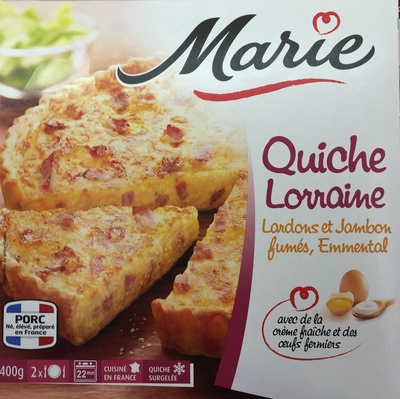 Marie
Quiche
Lorraine
Lardons et Jambon
fumés, Emmental
avec de la
crème fraîche et des
œufs fermiers
PORC
Né, élevé, préparé
en France
400g 2x 22min CUISINÉ EN FRANCE QUICHE SURGELÉE